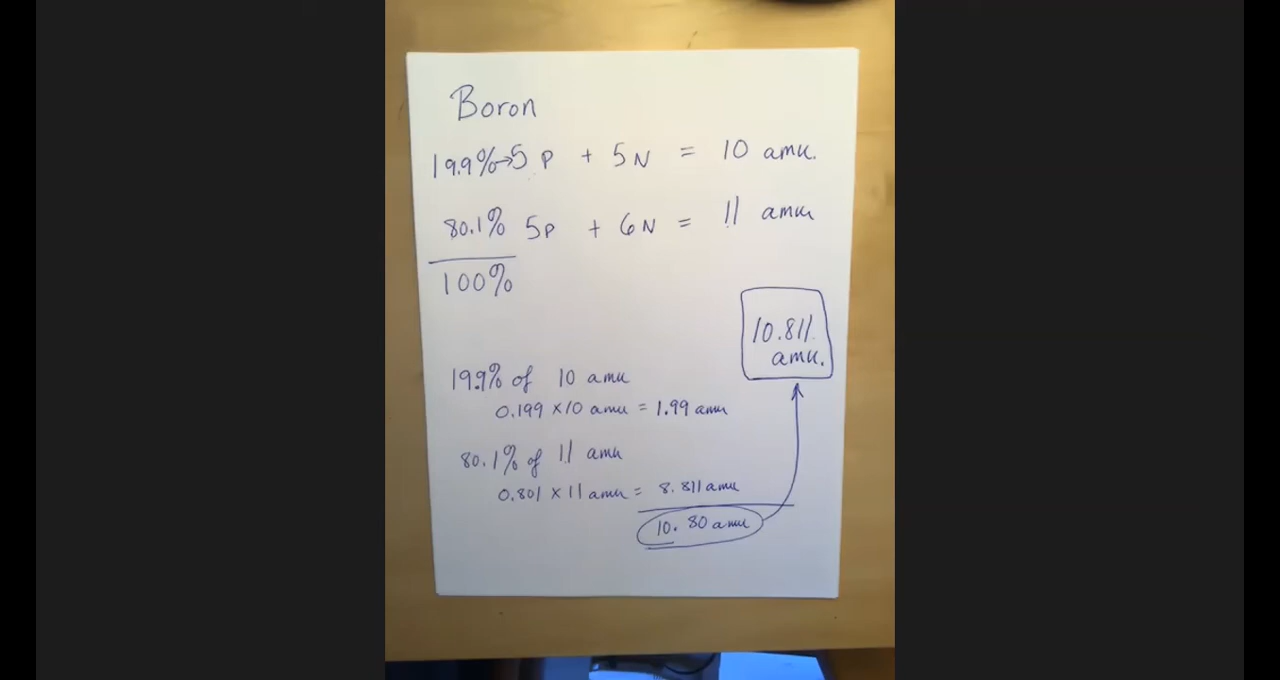 Boron
19.9%→5 P + 5N = 10 amu.
80.1% 5P + 6N = 11 amu
100%
10.811
amu.
19.9% of 10 amu
0.199 × 10 amu = 1.99 amu
80.1% of 11 amu
0.801 × 11 amu = 8.811 amu
10.80 amu